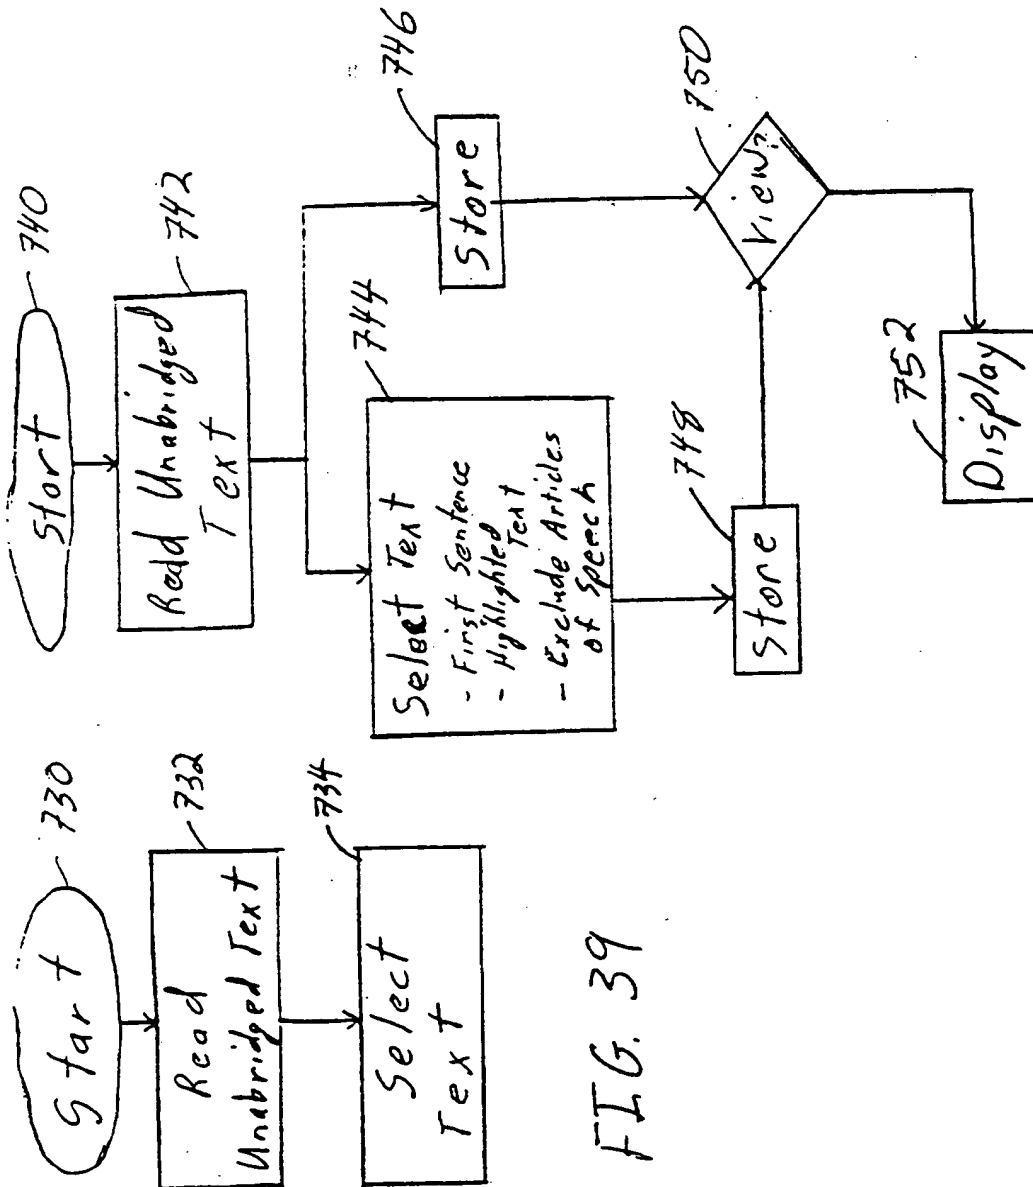 Start
730
Read
Unabridged Text
732
Select
Text
734
FIG. 39
Start
740
Read Unabridged
Text
742
Select Text
- First Sentence
- Highlighted
Text
- Exclude Articles
of Speech
744
Store
746
Store
748
View?
750
Display
752